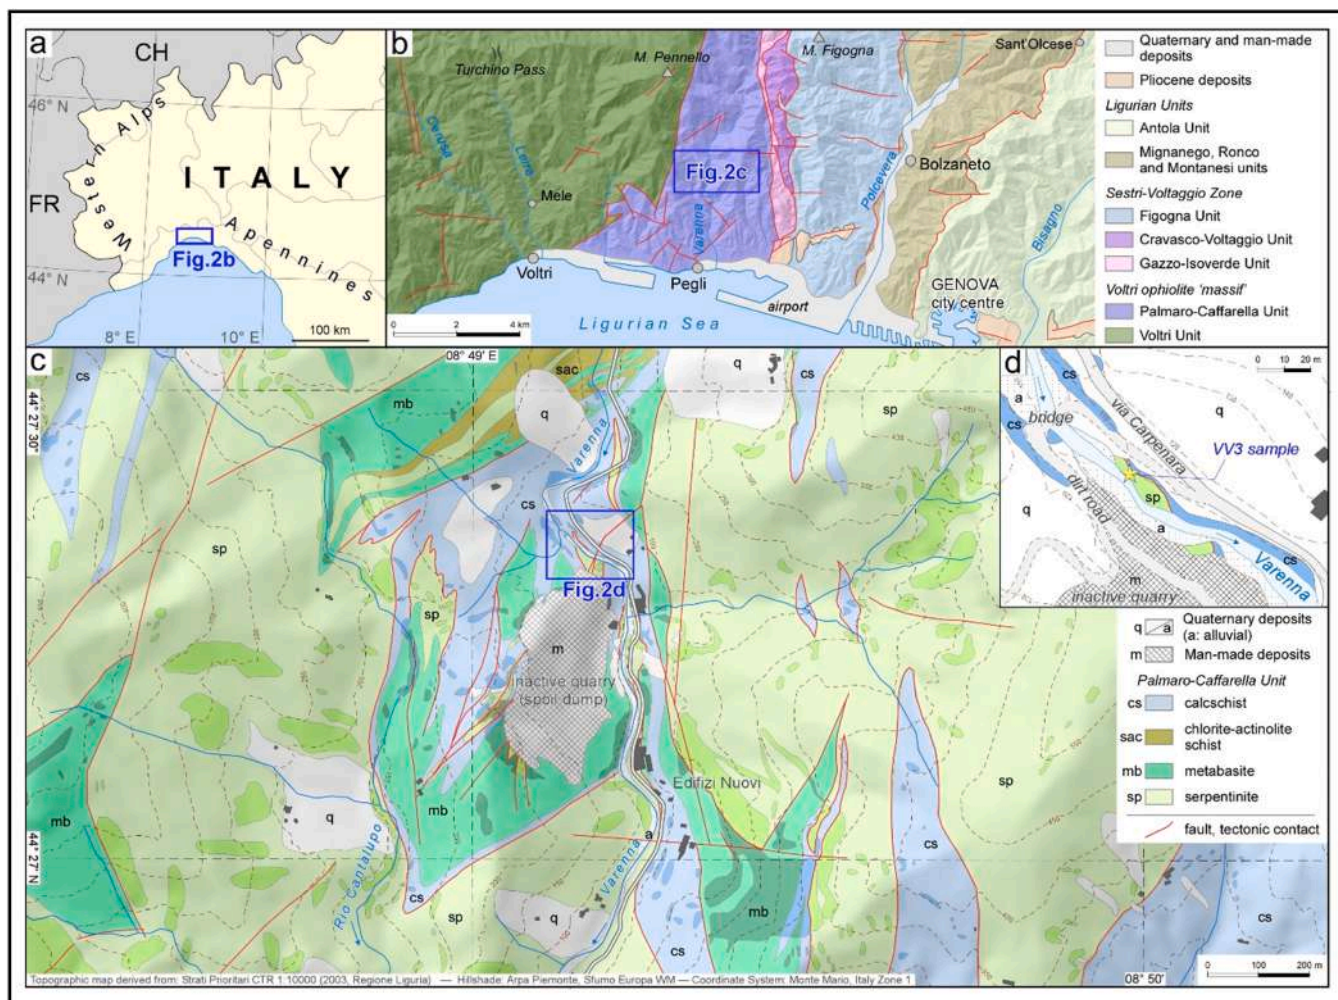 a
CH
46° N
Western Alps
ITALY
FR
Apennines
Fig.2b
44° N
8° E
10° E
100 km
b
Turchino Pass
M. Pennello
M. Figogna
Sant'Olcese
Cerusa
Leiro
Fig.2c
Mele
Varenna
Polcevera
Bolzaneto
Bisagno
Voltri
Pegli
airport
GENOVA
city centre
Ligurian Sea
0 2 4 km
Quaternary and man-made
deposits
Pliocene deposits
Ligurian Units
Antola Unit
Mignanego, Ronco
and Montanesi units
Sestri-Voltaggio Zone
Figogna Unit
Cravasco-Voltaggio Unit
Gazzo-Isoverde Unit
Voltri ophiolite 'massif'
Palmaro-Caffarella Unit
Voltri Unit
c
08° 49' E
44° 27' 30''
cs
mb
sac
q
q
cs
sp
Varenna
cs
sp
Fig.2d
sp
m
inactive quarry
(spoil dump)
Edifizi Nuovi
mb
mb
q
a
cs
sp
44° 27' N
Rio Cantalupo
cs
sp
q
Varenna
mb
cs
cs
08° 50'
0 100 200 m
Topographic map derived from: Strati Prioritari CTR 1:10000 (2003, Regione Liguria) — Hillshade: Arpa Piemonte, Sfumo Europa WM — Coordinate System: Monte Mario, Italy Zone 1
d
0 10 20 m
cs
a
bridge
cs
via Carpenara
q
VV3 sample
dirt road
sp
q
a
cs
Varenna
m
inactive quarry
q a Quaternary deposits
(a: alluvial)
m Man-made deposits
Palmaro-Caffarella Unit
cs calcschist
sac chlorite-actinolite
schist
mb metabasite
sp serpentinite
fault, tectonic contact